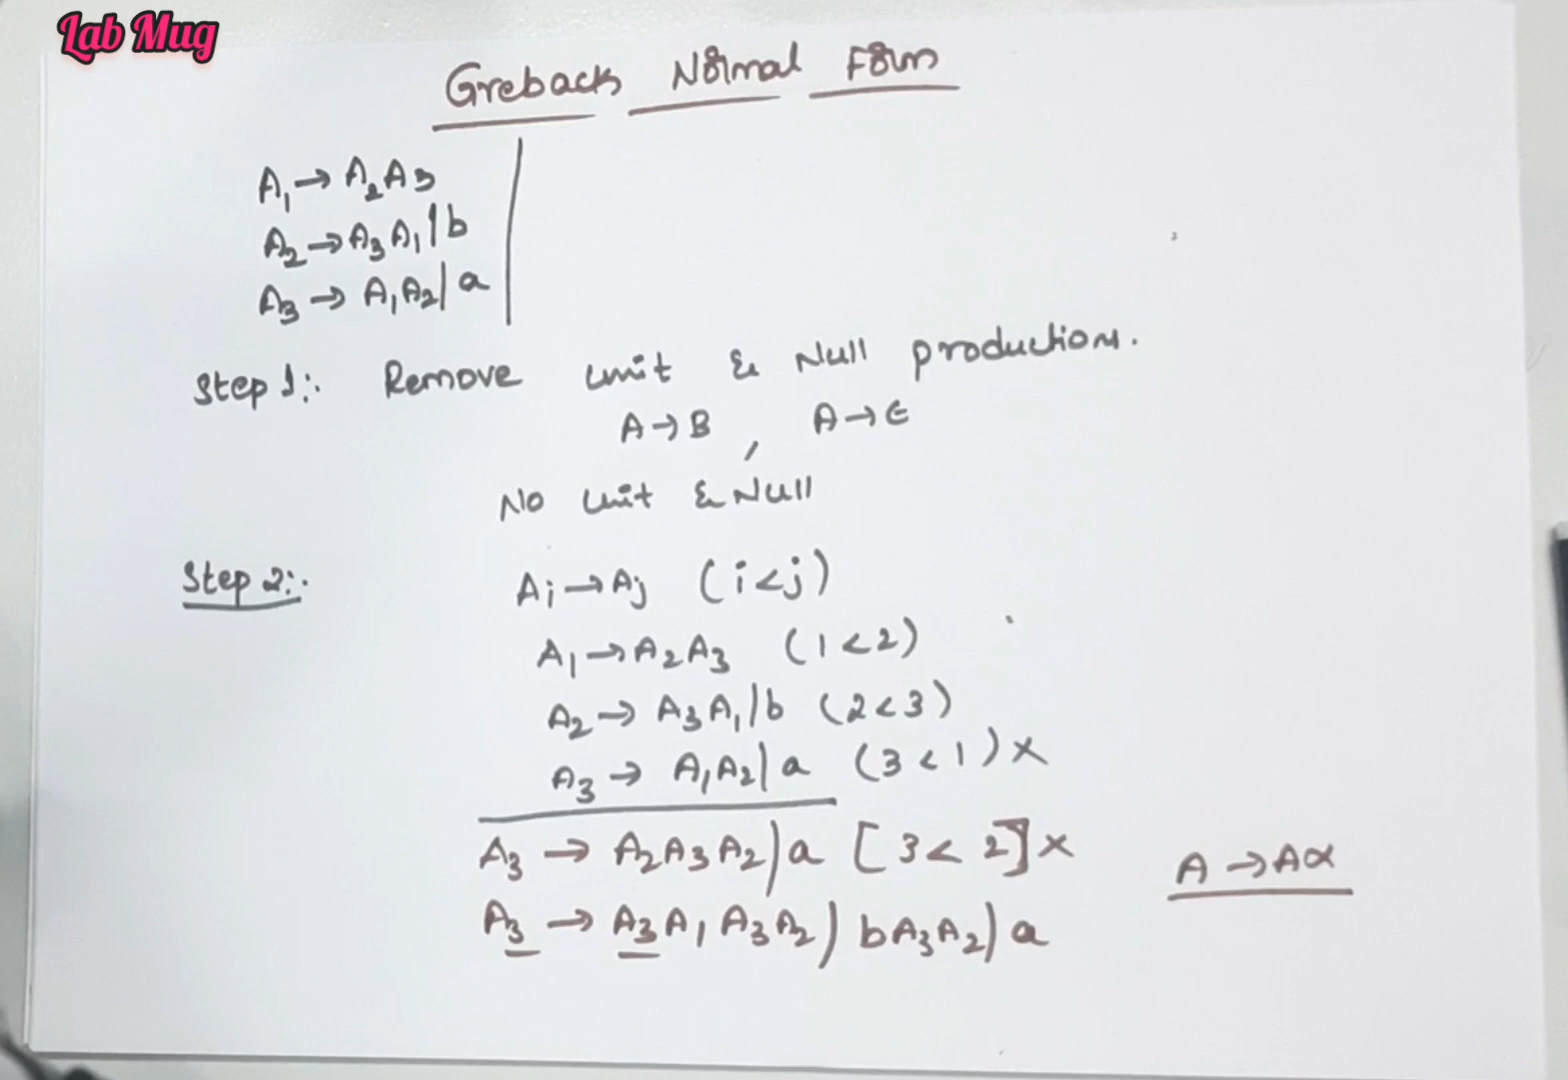 Lab Mug
Greback Normal Form
A₁ → A₂A₃
A₂ → A₃A₁|b
A₃ → A₁A₂|a
Step 1:. Remove unit & Null productions.
A → B , A → ∈
No unit & Null
Step 2:.
Ai → Aj (i<j)
A₁ → A₂A₃ (1<2)
A₂ → A₃A₁|b (2<3)
A₃ → A₁A₂|a (3<1) x
A₃ → A₂A₃A₂|a [3<2] x
A → Aα
A₃ → A₃A₁A₃A₂|bA₃A₂|a